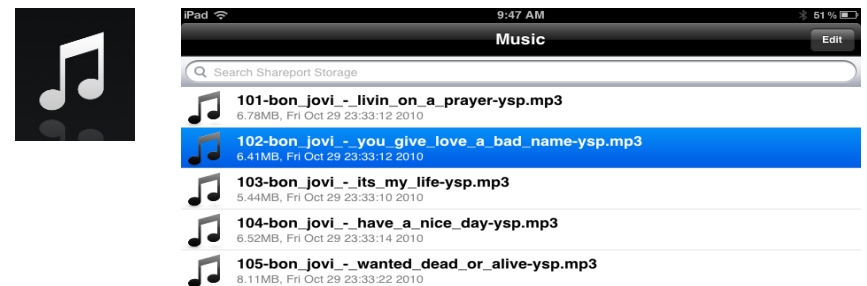 iPad 9:47 AM 51 %
Music
Edit
Search Shareport Storage
101-bon_jovi_-_livin_on_a_prayer-ysp.mp3
6.78MB, Fri Oct 29 23:33:12 2010
102-bon_jovi_-_you_give_love_a_bad_name-ysp.mp3
6.41MB, Fri Oct 29 23:33:12 2010
103-bon_jovi_-_its_my_life-ysp.mp3
5.44MB, Fri Oct 29 23:33:10 2010
104-bon_jovi_-_have_a_nice_day-ysp.mp3
6.52MB, Fri Oct 29 23:33:14 2010
105-bon_jovi_-_wanted_dead_or_alive-ysp.mp3
8.11MB, Fri Oct 29 23:33:22 2010